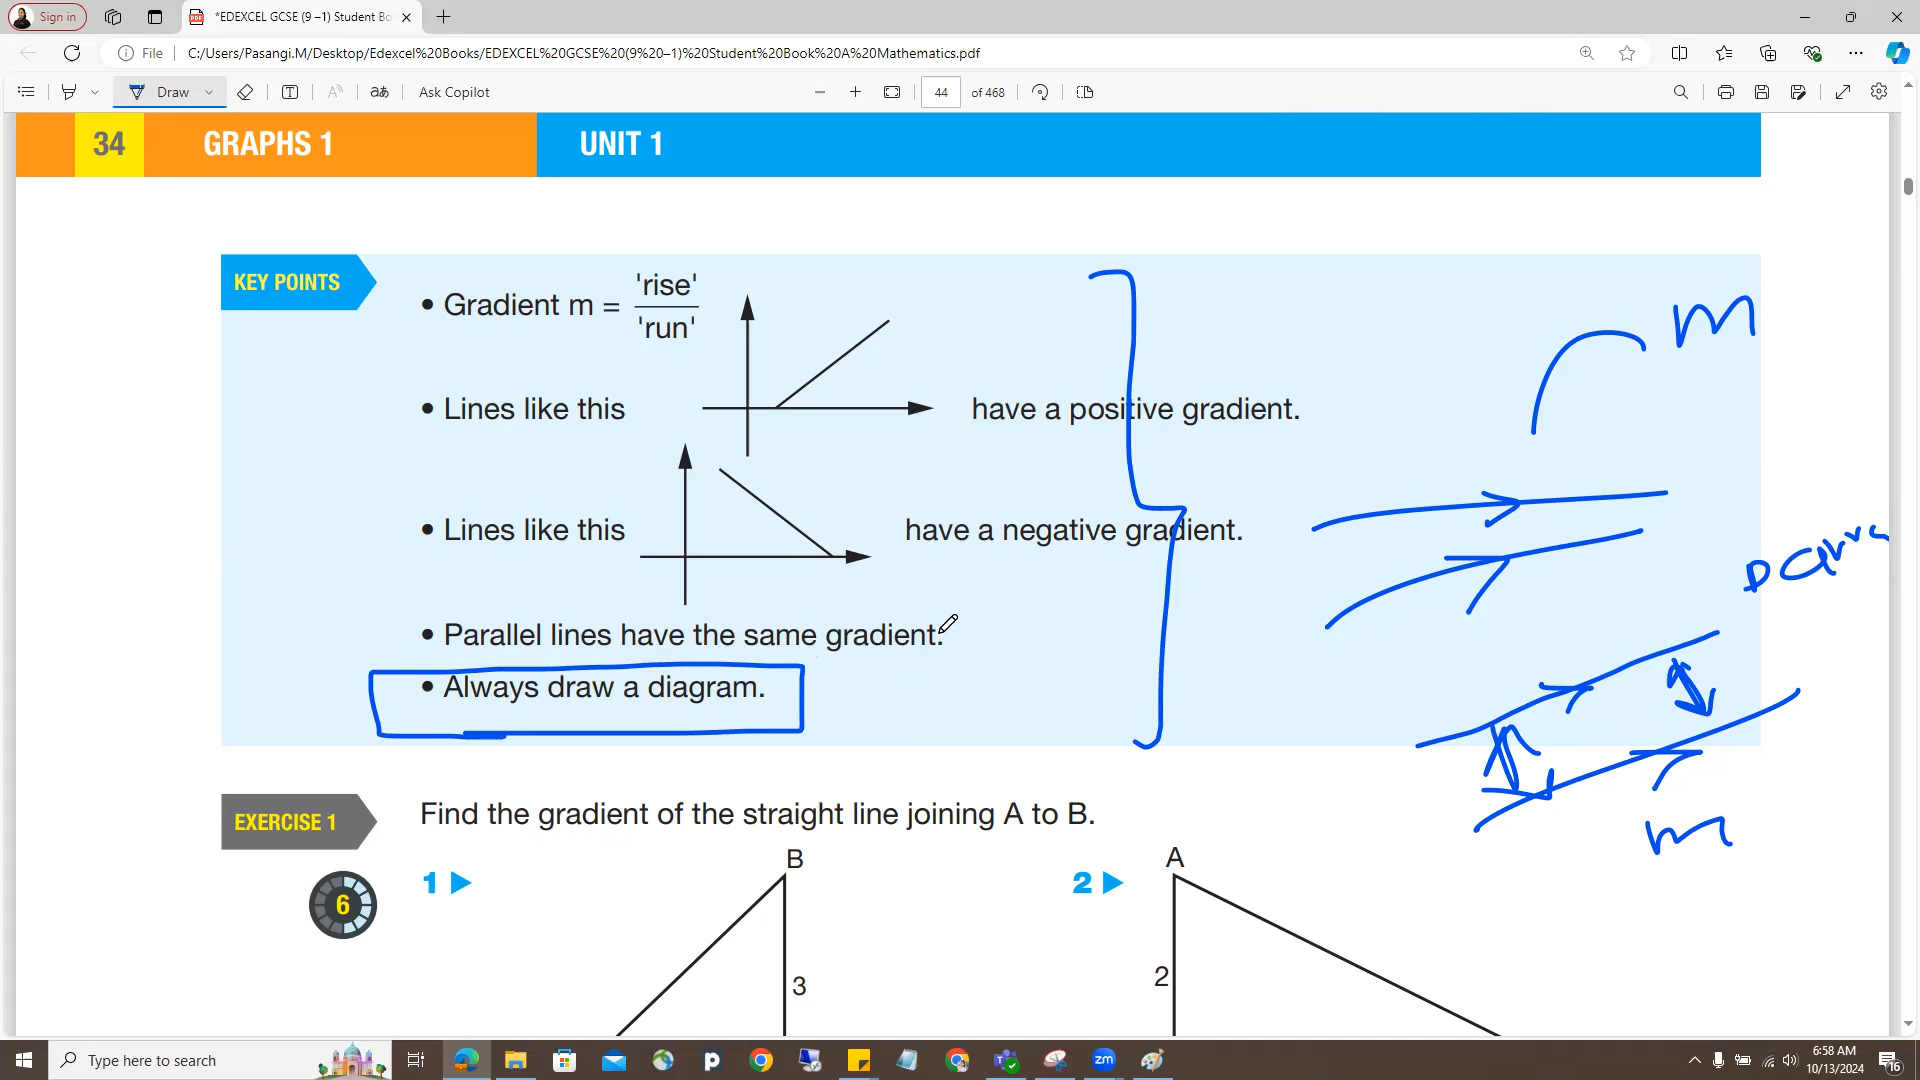 Sign in
*EDEXCEL GCSE (9 –1) Student Bo
File
C:/Users/Pasangi.M/Desktop/Edexcel%20Books/EDEXCEL%20GCSE%20(9%20–1)%20Student%20Book%20A%20Mathematics.pdf
Draw
aあ
Ask Copilot
44
of 468
34
GRAPHS 1
UNIT 1
KEY POINTS
• Gradient m = 'rise'
'run'
m
• Lines like this have a positive gradient.
• Lines like this have a negative gradient.
• Parallel lines have the same gradient.
• Always draw a diagram.
m
EXERCISE 1
Find the gradient of the straight line joining A to B.
6
1
B
3
2
A
2
Type here to search
zm
6:58 AM
10/13/2024
16